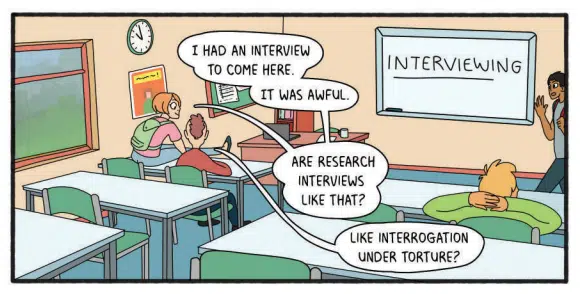 I HAD AN INTERVIEW
TO COME HERE.
IT WAS AWFUL.
INTERVIEWING
ARE RESEARCH
INTERVIEWS
LIKE THAT?
LIKE INTERROGATION
UNDER TORTURE?